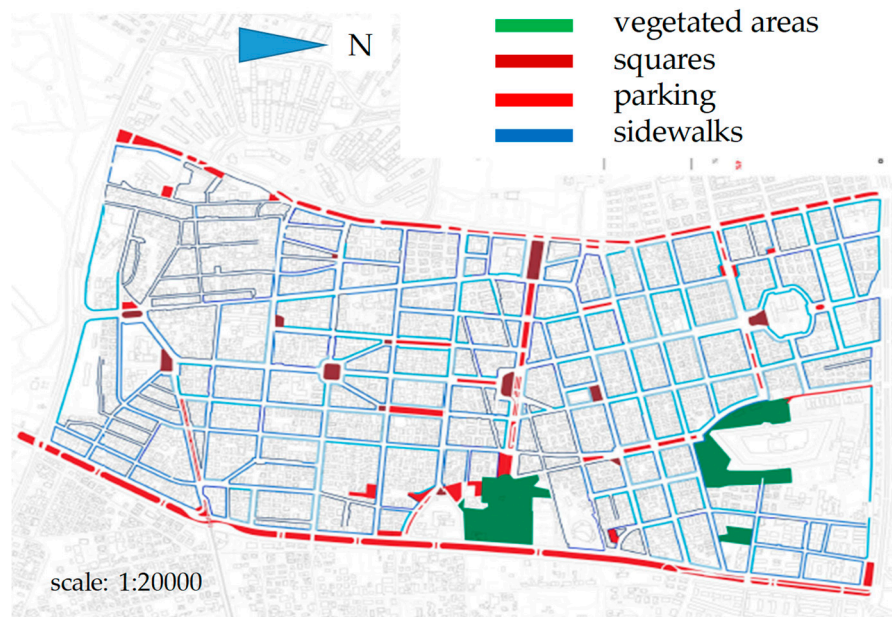 N
vegetated areas
squares
parking
sidewalks
scale: 1:20000